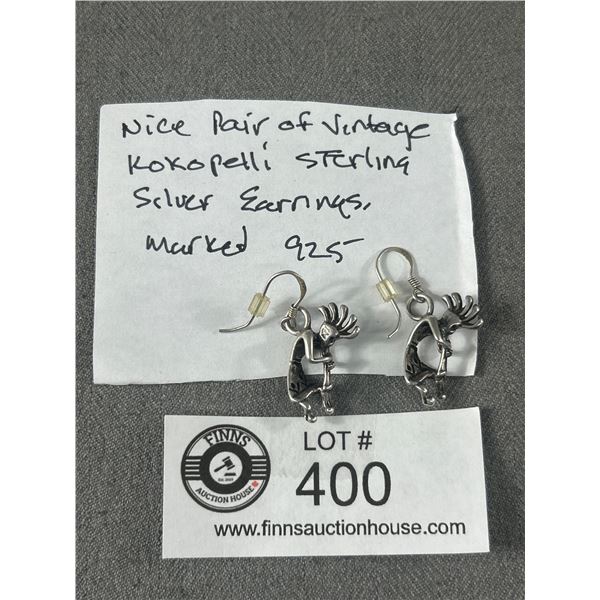 Nice Pair of Vintage
Kokopelli Sterling
Silver Earrings.
Marked 925
FINNS
AUCTION HOUSE
LOT #
400
www.finnsauctionhouse.com